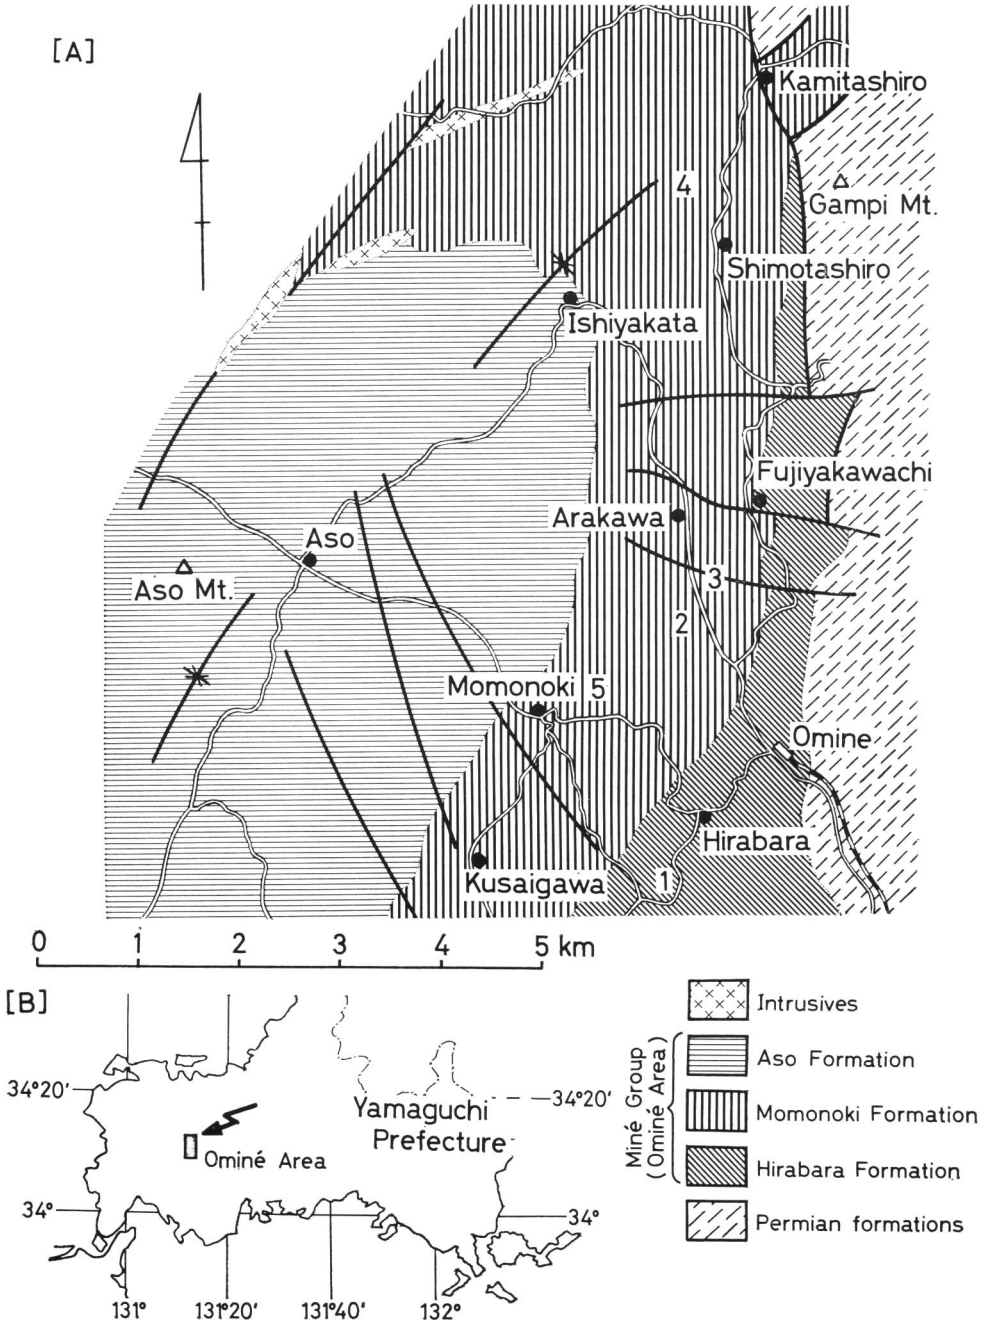 [A]
Kamitashiro
4
Gampi Mt.
Shimotashiro
Ishiyakata
Fujiyakawachi
Arakawa
Aso
Aso Mt.
3
2
Momonoki 5
Omine
Hirabara
Kusaigawa
1
0 1 2 3 4 5 km
[B]
34°20'
34°20'
Yamaguchi
Prefecture
Ominé Area
34°
34°
131° 131°20' 131°40' 132°
Miné Group
(Ominé Area)
Intrusives
Aso Formation
Momonoki Formation
Hirabara Formation
Permian formations